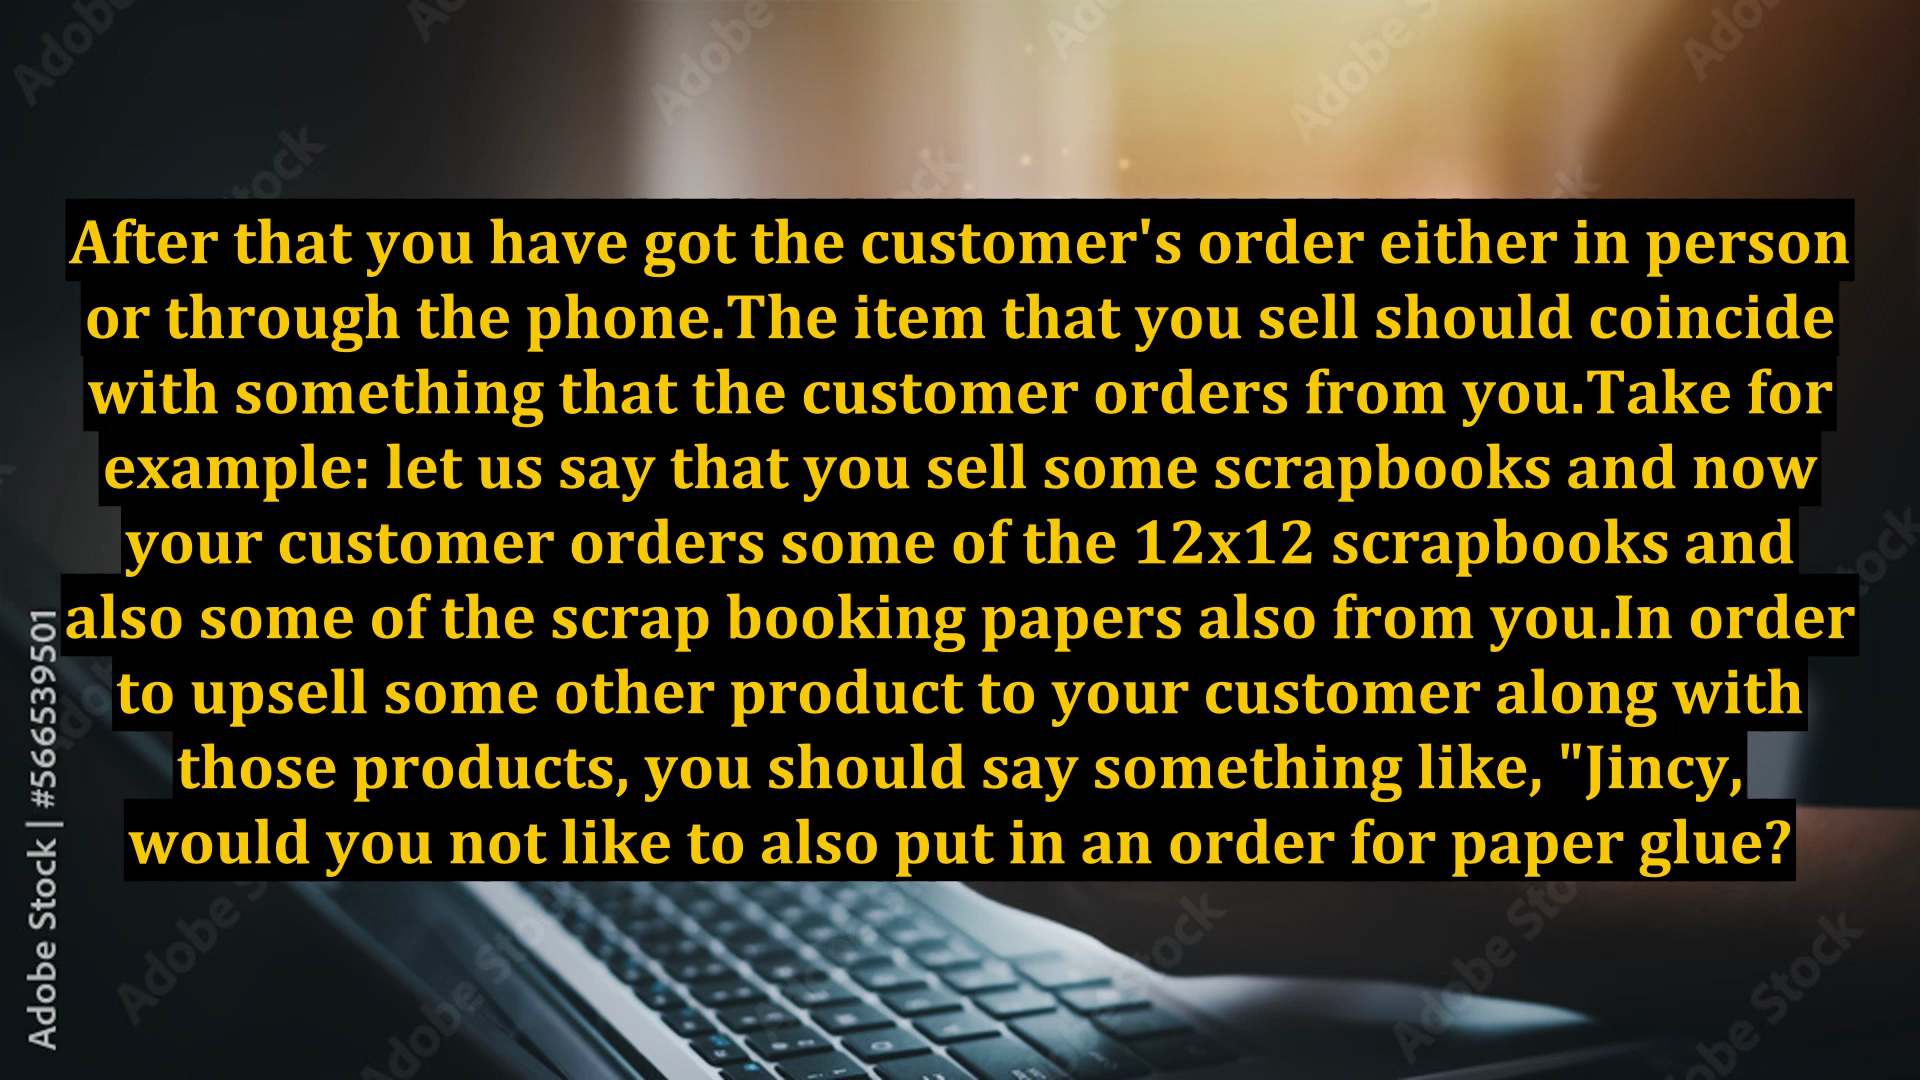 After that you have got the customer's order either in person
or through the phone.The item that you sell should coincide
with something that the customer orders from you.Take for
example: let us say that you sell some scrapbooks and now
your customer orders some of the 12x12 scrapbooks and
also some of the scrap booking papers also from you.In order
to upsell some other product to your customer along with
those products, you should say something like, "Jincy,
would you not like to also put in an order for paper glue?
Adobe Stock | #566539501